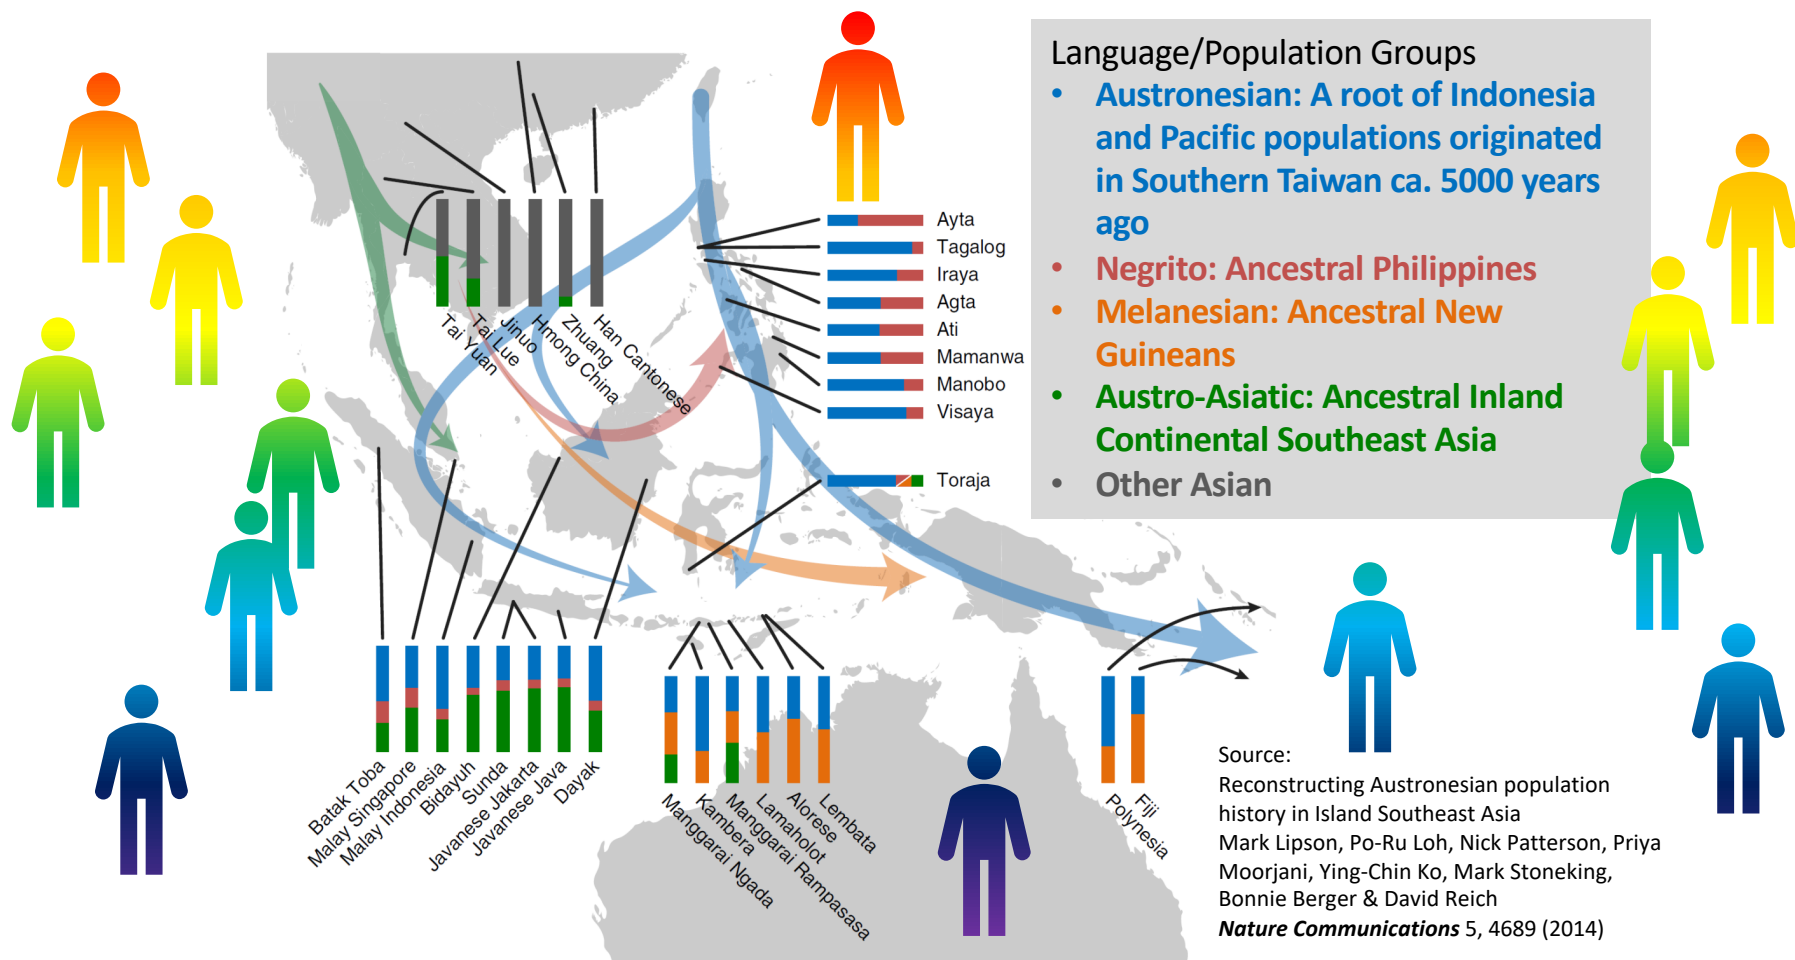 Language/Population Groups
• Austronesian: A root of Indonesia
and Pacific populations originated
in Southern Taiwan ca. 5000 years
ago
• Negrito: Ancestral Philippines
• Melanesian: Ancestral New
Guineans
• Austro-Asiatic: Ancestral Inland
Continental Southeast Asia
• Other Asian
Tai Yuan
Tai Lue
Jinuo
Hmong China
Zhuang
Han Cantonese
Ayta
Tagalog
Iraya
Agta
Ati
Mamanwa
Manobo
Visaya
Toraja
Batak Toba
Malay Singapore
Malay Indonesia
Bidayuh
Sunda
Javanese Jakarta
Javanese Java
Dayak
Manggarai Ngada
Kambera
Manggarai Rampasasa
Lamaholot
Alorese
Lembata
Polynesia
Fiji
Source:
Reconstructing Austronesian population
history in Island Southeast Asia
Mark Lipson, Po-Ru Loh, Nick Patterson, Priya
Moorjani, Ying-Chin Ko, Mark Stoneking,
Bonnie Berger & David Reich
Nature Communications 5, 4689 (2014)